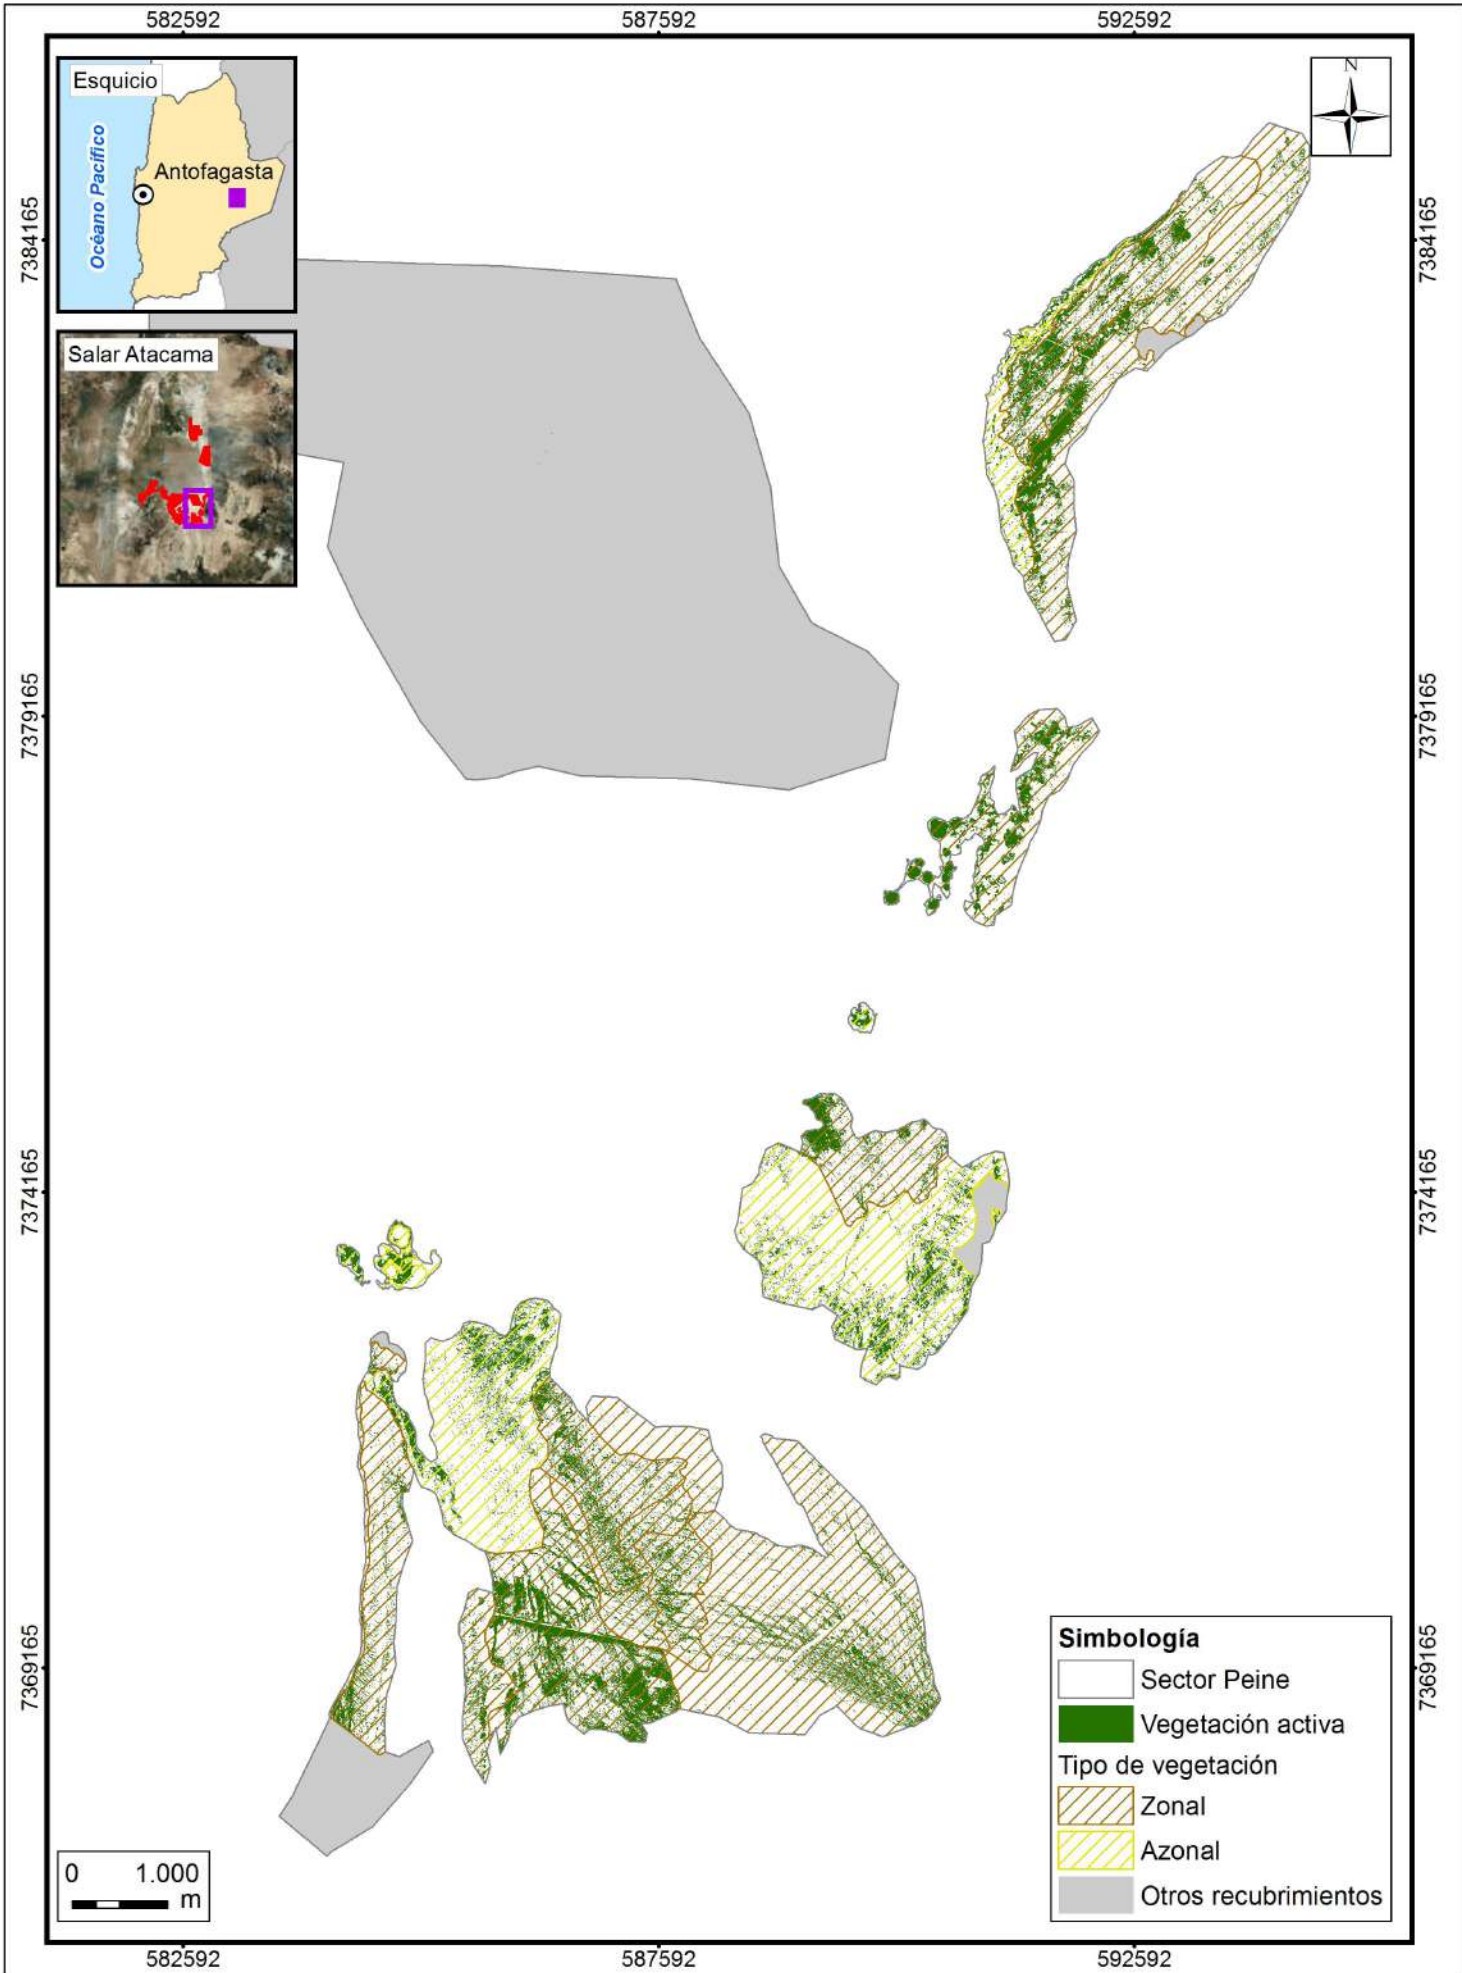 582592 587592 592592
Esquicio
Océano Pacífico
Antofagasta
N
7384165
7384165
Salar Atacama
7379165
7379165
7374165
7374165
7369165
7369165
Simbología
Sector Peine
Vegetación activa
Tipo de vegetación
Zonal
Azonal
Otros recubrimientos
0 1.000
m
582592 587592 592592